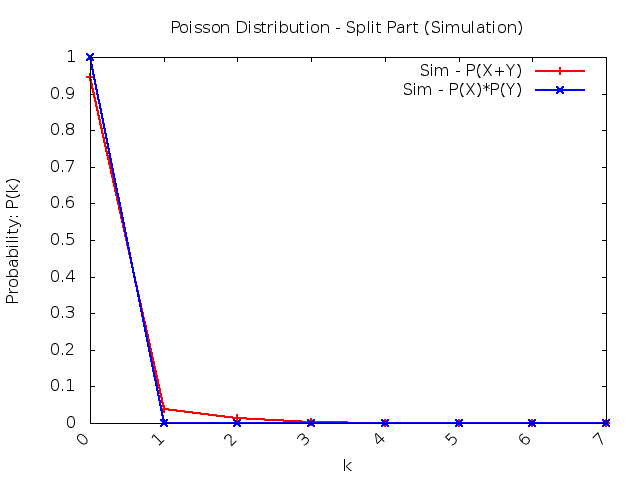 Poisson Distribution - Split Part (Simulation)
1
Sim - P(X+Y)
Sim - P(X)*P(Y)
0.9
0.8
0.7
0.6
0.5
0.4
0.3
0.2
0.1
0
Probability: P(k)
0 1 2 3 4 5 6 7
k